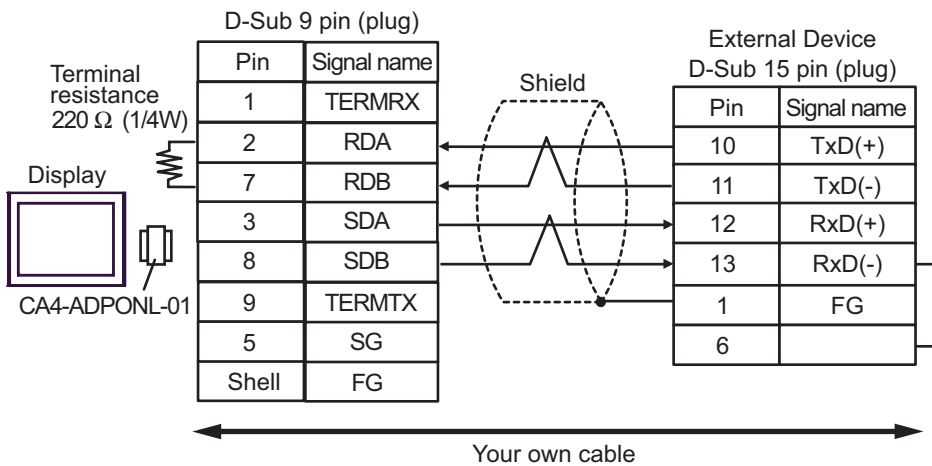 D-Sub 9 pin (plug)
External Device
D-Sub 15 pin (plug)
Terminal
resistance
220 Ω (1/4W)
Shield
Display
CA4-ADPONL-01
Pin Signal name
1 TERMRX
2 RDA
7 RDB
3 SDA
8 SDB
9 TERMTX
5 SG
Shell FG
Pin Signal name
10 TxD(+)
11 TxD(-)
12 RxD(+)
13 RxD(-)
1 FG
6
Your own cable